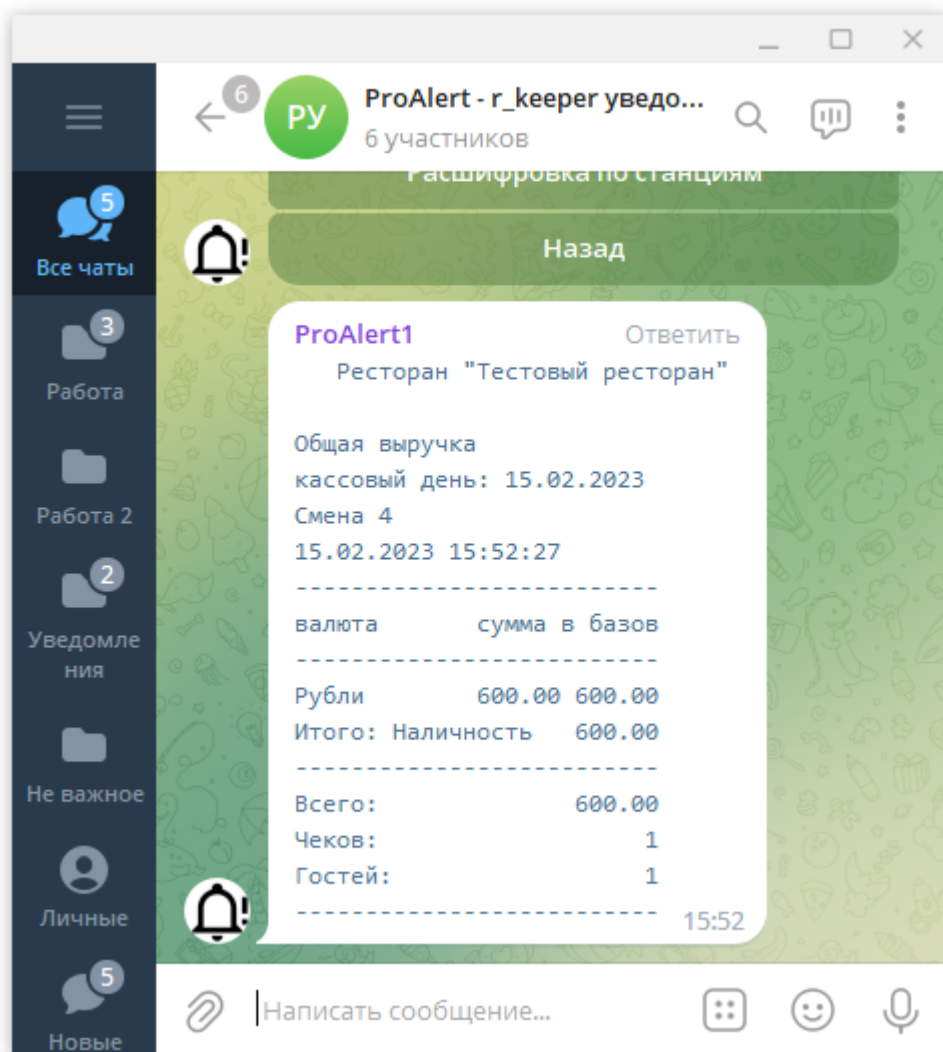 6
РУ
ProAlert - r_keeper уведо...
6 участников
5
Все чаты
3
Работа
Работа 2
2
Уведомле
ния
Не важное
Личные
5
Новые
Расшифровка по станциям
Назад
ProAlert1 Ответить
Ресторан "Тестовый ресторан"
Общая выручка
кассовый день: 15.02.2023
Смена 4
15.02.2023 15:52:27
--------------------------
валюта сумма в базов
--------------------------
Рубли 600.00 600.00
Итого: Наличность 600.00
--------------------------
Всего: 600.00
Чеков: 1
Гостей: 1
--------------------------
15:52
Написать сообщение...